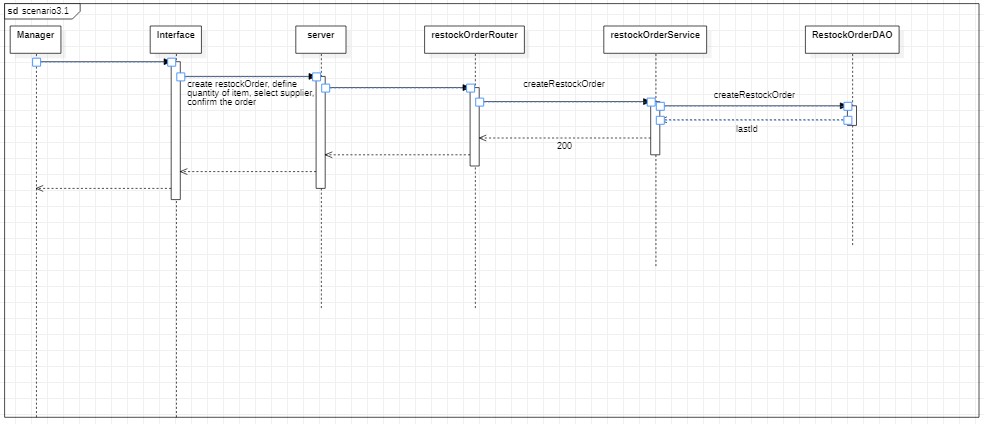 sd scenario3.1
Manager
Interface
server
restockOrderRouter
restockOrderService
RestockOrderDAO
create restockOrder, define
quantity of item, select supplier,
confirm the order
createRestockOrder
createRestockOrder
lastId
200